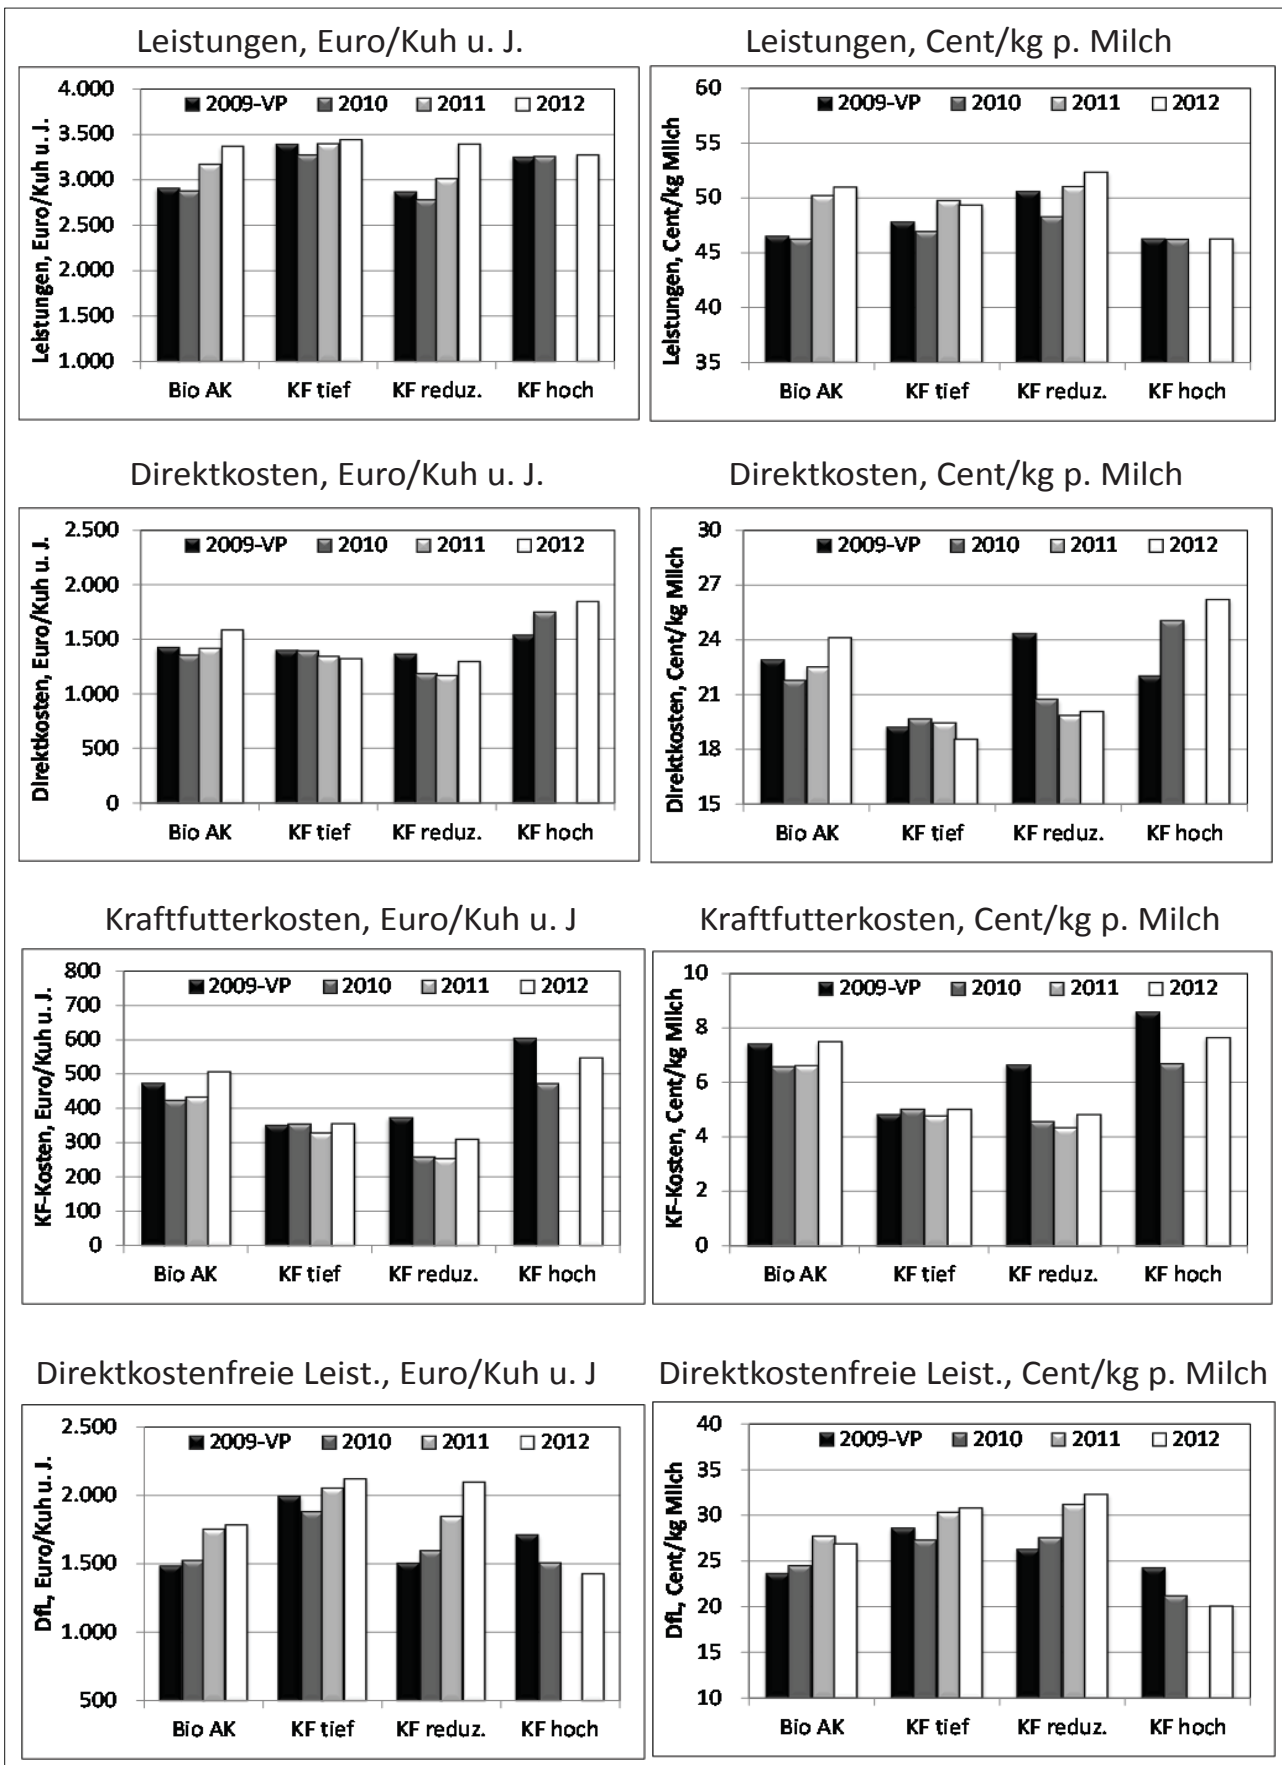 Leistungen, Euro/Kuh u. J.
4.000
3.500
3.000
2.500
2.000
1.500
1.000
Leistungen, Euro/Kuh u. J.
2009-VP 2010 2011 2012
Bio AK KF tief KF reduz. KF hoch
Leistungen, Cent/kg p. Milch
60
55
50
45
40
35
Leistungen, Cent/kg Milch
2009-VP 2010 2011 2012
Bio AK KF tief KF reduz. KF hoch
Direktkosten, Euro/Kuh u. J.
2.500
2.000
1.500
1.000
500
0
Direktkosten, Euro/Kuh u. J.
2009-VP 2010 2011 2012
Bio AK KF tief KF reduz. KF hoch
Direktkosten, Cent/kg p. Milch
30
27
24
21
18
15
Direktkosten, Cent/kg Milch
2009-VP 2010 2011 2012
Bio AK KF tief KF reduz. KF hoch
Kraftfutterkosten, Euro/Kuh u. J
800
700
600
500
400
300
200
100
0
KF-Kosten, Euro/Kuh u. J.
2009-VP 2010 2011 2012
Bio AK KF tief KF reduz. KF hoch
Kraftfutterkosten, Cent/kg p. Milch
10
8
6
4
2
0
KF-Kosten, Cent/kg Milch
2009-VP 2010 2011 2012
Bio AK KF tief KF reduz. KF hoch
Direktkostenfreie Leist., Euro/Kuh u. J
2.500
2.000
1.500
1.000
500
DfL, Euro/Kuh u. J.
2009-VP 2010 2011 2012
Bio AK KF tief KF reduz. KF hoch
Direktkostenfreie Leist., Cent/kg p. Milch
40
35
30
25
20
15
10
DfL, Cent/kg Milch
2009-VP 2010 2011 2012
Bio AK KF tief KF reduz. KF hoch